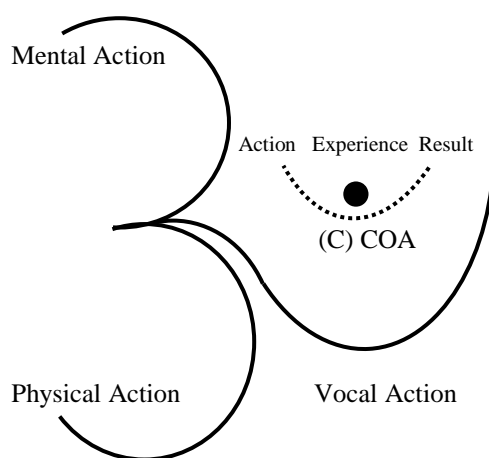 Mental Action
Action Experience Result
(C) COA
Physical Action Vocal Action